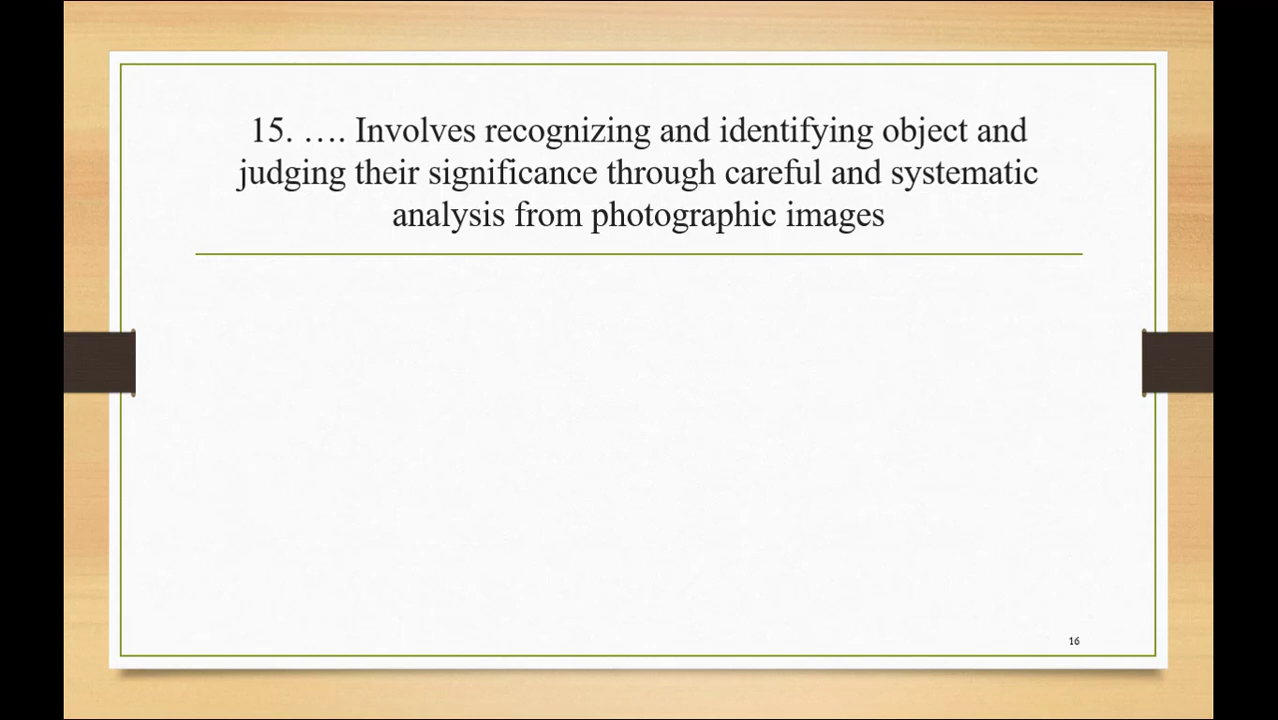 15. …. Involves recognizing and identifying object and
judging their significance through careful and systematic
analysis from photographic images
16